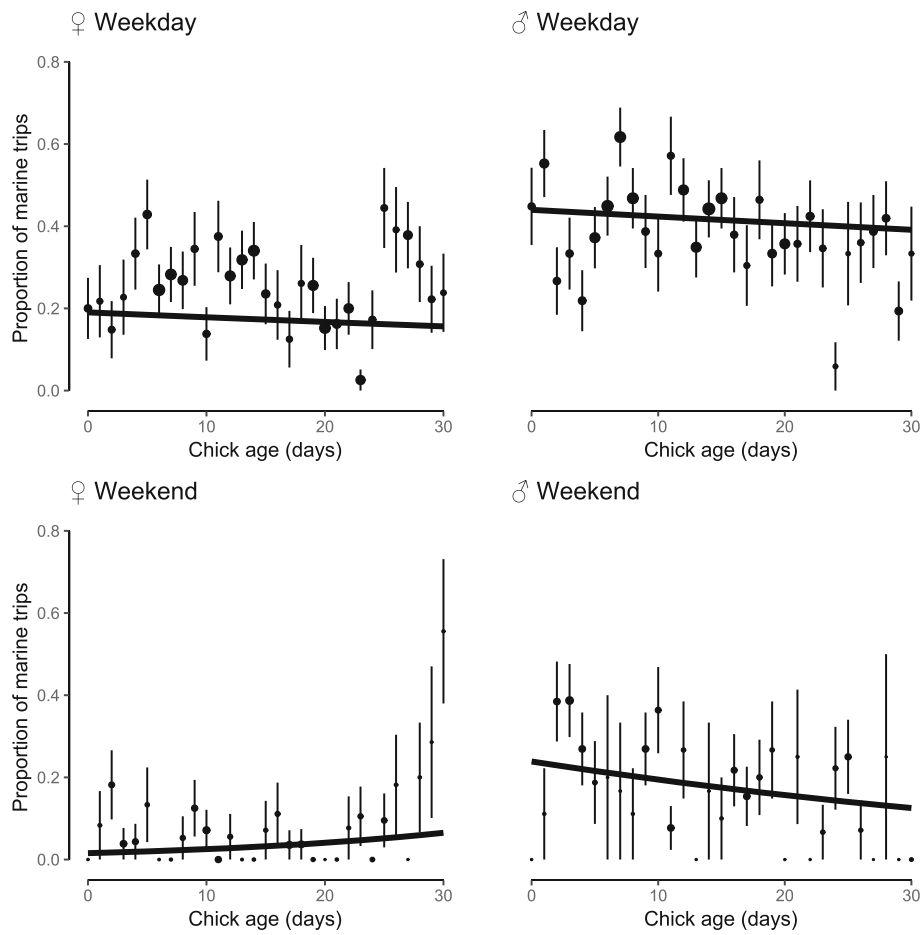 ♀ Weekday
♂ Weekday
Proportion of marine trips
0.8
0.6
0.4
0.2
0.0
0 10 20 30
Chick age (days)
0 10 20 30
Chick age (days)
♀ Weekend
♂ Weekend
Proportion of marine trips
0.8
0.6
0.4
0.2
0.0
0 10 20 30
Chick age (days)
0 10 20 30
Chick age (days)